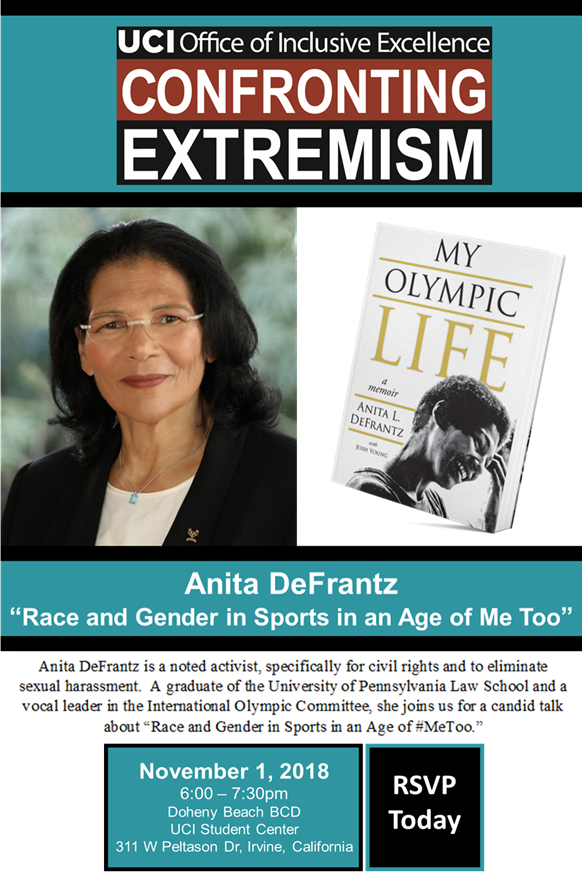 UCI Office of Inclusive Excellence
CONFRONTING
EXTREMISM
MY
OLYMPIC
LIFE
a
memoir
ANITA L.
DEFRANTZ
with
JOSH YOUNG
Anita DeFrantz
“Race and Gender in Sports in an Age of Me Too”
Anita DeFrantz is a noted activist, specifically for civil rights and to eliminate
sexual harassment.  A graduate of the University of Pennsylvania Law School and a
vocal leader in the International Olympic Committee, she joins us for a candid talk
about “Race and Gender in Sports in an Age of #MeToo.”
November 1, 2018
6:00 – 7:30pm
Doheny Beach BCD
UCI Student Center
311 W Peltason Dr, Irvine, California
RSVP
Today